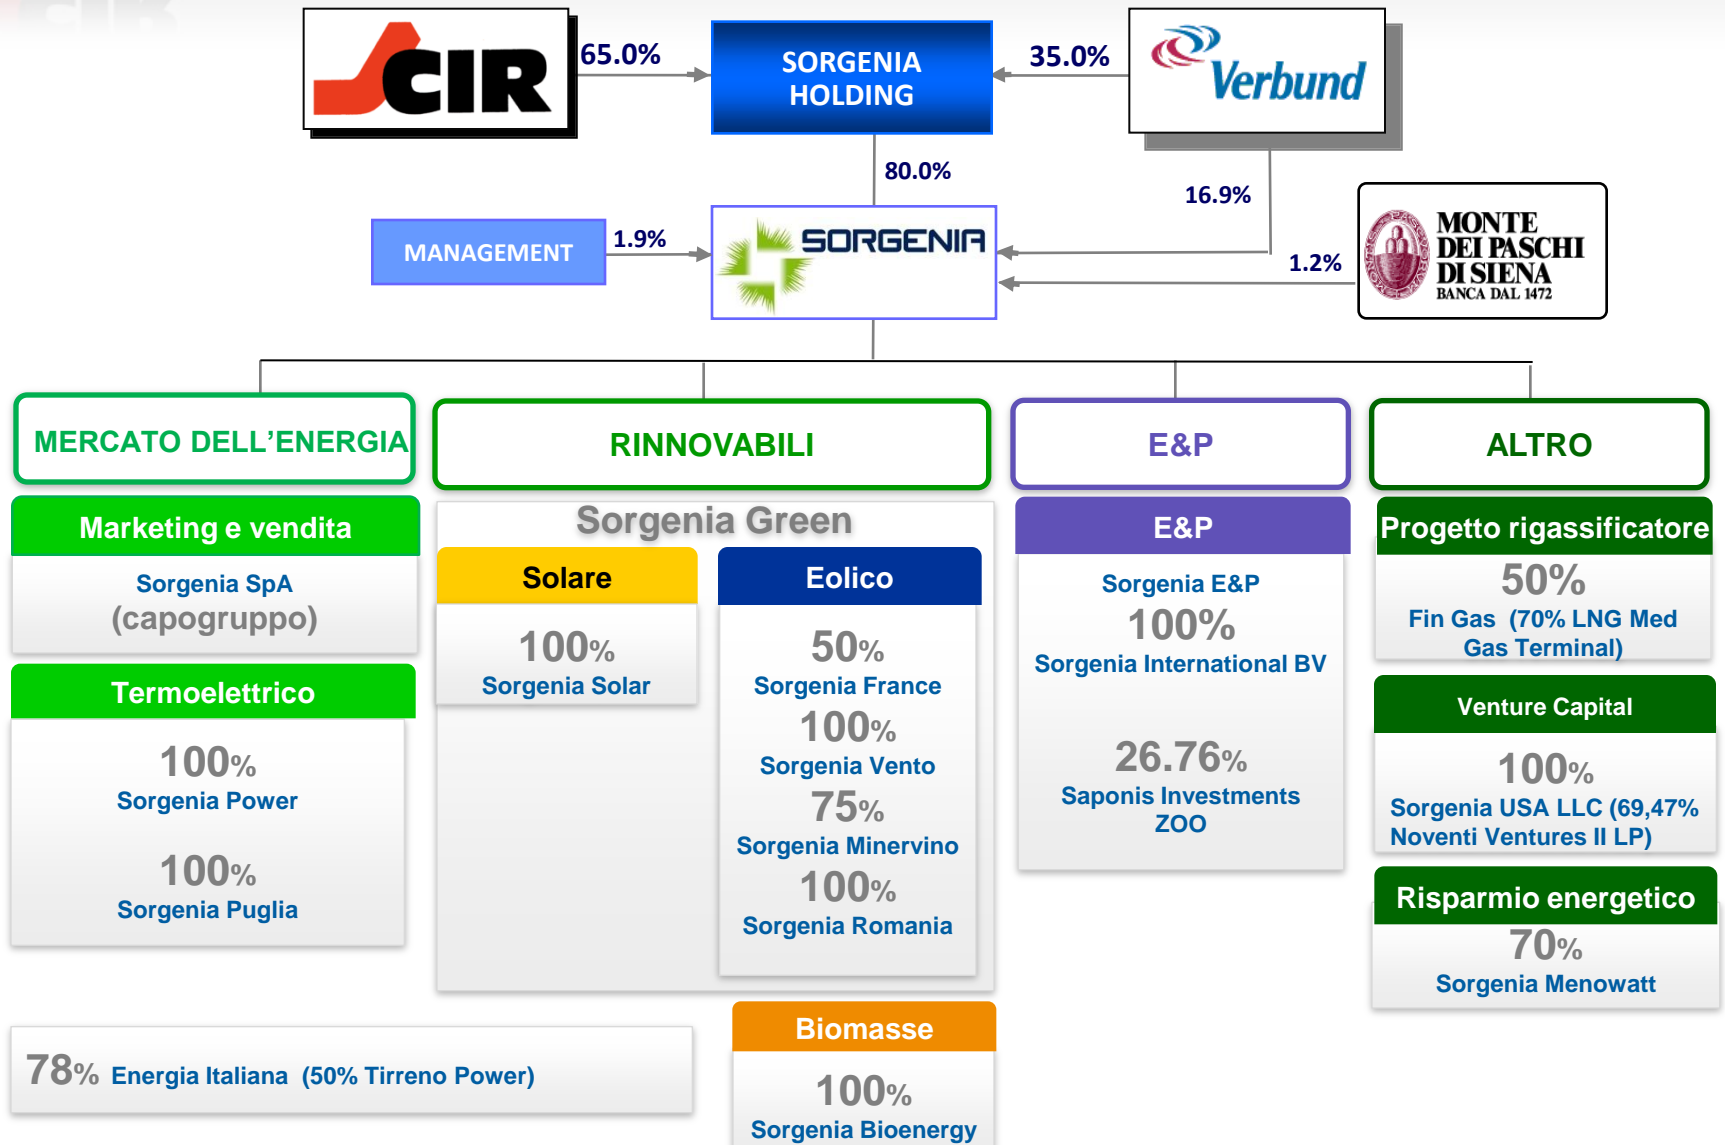 CIR
65.0%
SORGENIA
HOLDING
35.0%
Verbund
80.0%
16.9%
MANAGEMENT
1.9%
SORGENIA
1.2%
MONTE
DEI PASCHI
DI SIENA
BANCA DAL 1472
MERCATO DELL’ENERGIA
RINNOVABILI
E&P
ALTRO
Marketing e vendita
Sorgenia SpA
(capogruppo)
Termoelettrico
100%
Sorgenia Power
100%
Sorgenia Puglia
78% Energia Italiana (50% Tirreno Power)
Sorgenia Green
Solare
100%
Sorgenia Solar
Eolico
50%
Sorgenia France
100%
Sorgenia Vento
75%
Sorgenia Minervino
100%
Sorgenia Romania
Biomasse
100%
Sorgenia Bioenergy
E&P
Sorgenia E&P
100%
Sorgenia International BV
26.76%
Saponis Investments
ZOO
Progetto rigassificatore
50%
Fin Gas (70% LNG Med
Gas Terminal)
Venture Capital
100%
Sorgenia USA LLC (69,47%
Noventi Ventures II LP)
Risparmio energetico
70%
Sorgenia Menowatt